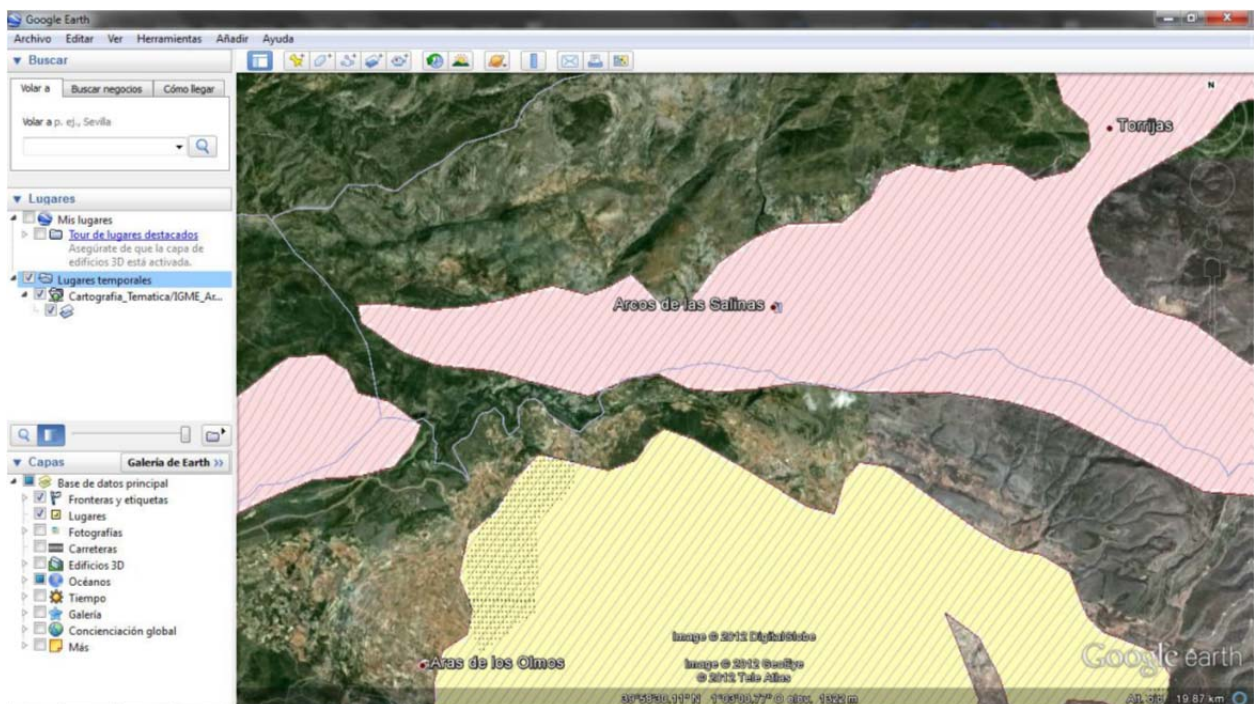 Google Earth
Archivo Editar Ver Herramientas Añadir Ayuda
Buscar
Volar a Buscar negocios Cómo llegar
Volar a p. ej., Sevilla
Lugares
Mis lugares
Tour de lugares destacados
Asegúrate de que la capa de
edificios 3D está activada.
Lugares temporales
Cartografia_Tematica/IGME_Ar...
Capas Galería de Earth >>
Base de datos principal
Fronteras y etiquetas
Lugares
Fotografías
Carreteras
Edificios 3D
Océanos
Tiempo
Galería
Concienciación global
Más
N
Torrijas
Arcos de las Salinas
Aras de los Olmos
Image © 2012 DigitalGlobe
Image © 2012 GeoEye
© 2012 Tele Atlas
Google earth
elev. 1322 m
19.87 km